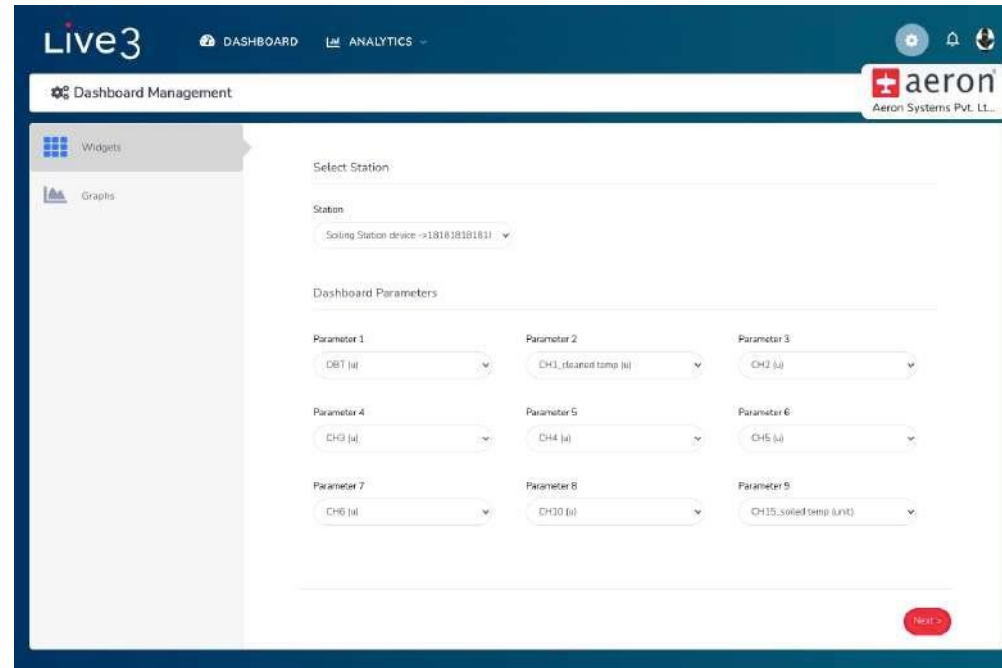 Live3
DASHBOARD ANALYTICS
Dashboard Management
aeron
Aeron Systems Pvt. Lt...
Widgets
Graphs
Select Station
Station
Soiling Station device ->18181818181
Dashboard Parameters
Parameter 1 Parameter 2 Parameter 3
DBT (u) CH1_cleaned temp (u) CH2 (u)
Parameter 4 Parameter 5 Parameter 6
CH3 (u) CH4 (u) CH5 (u)
Parameter 7 Parameter 8 Parameter 9
CH6 (u) CH10 (u) CH15_soiled temp (unit)
Next >